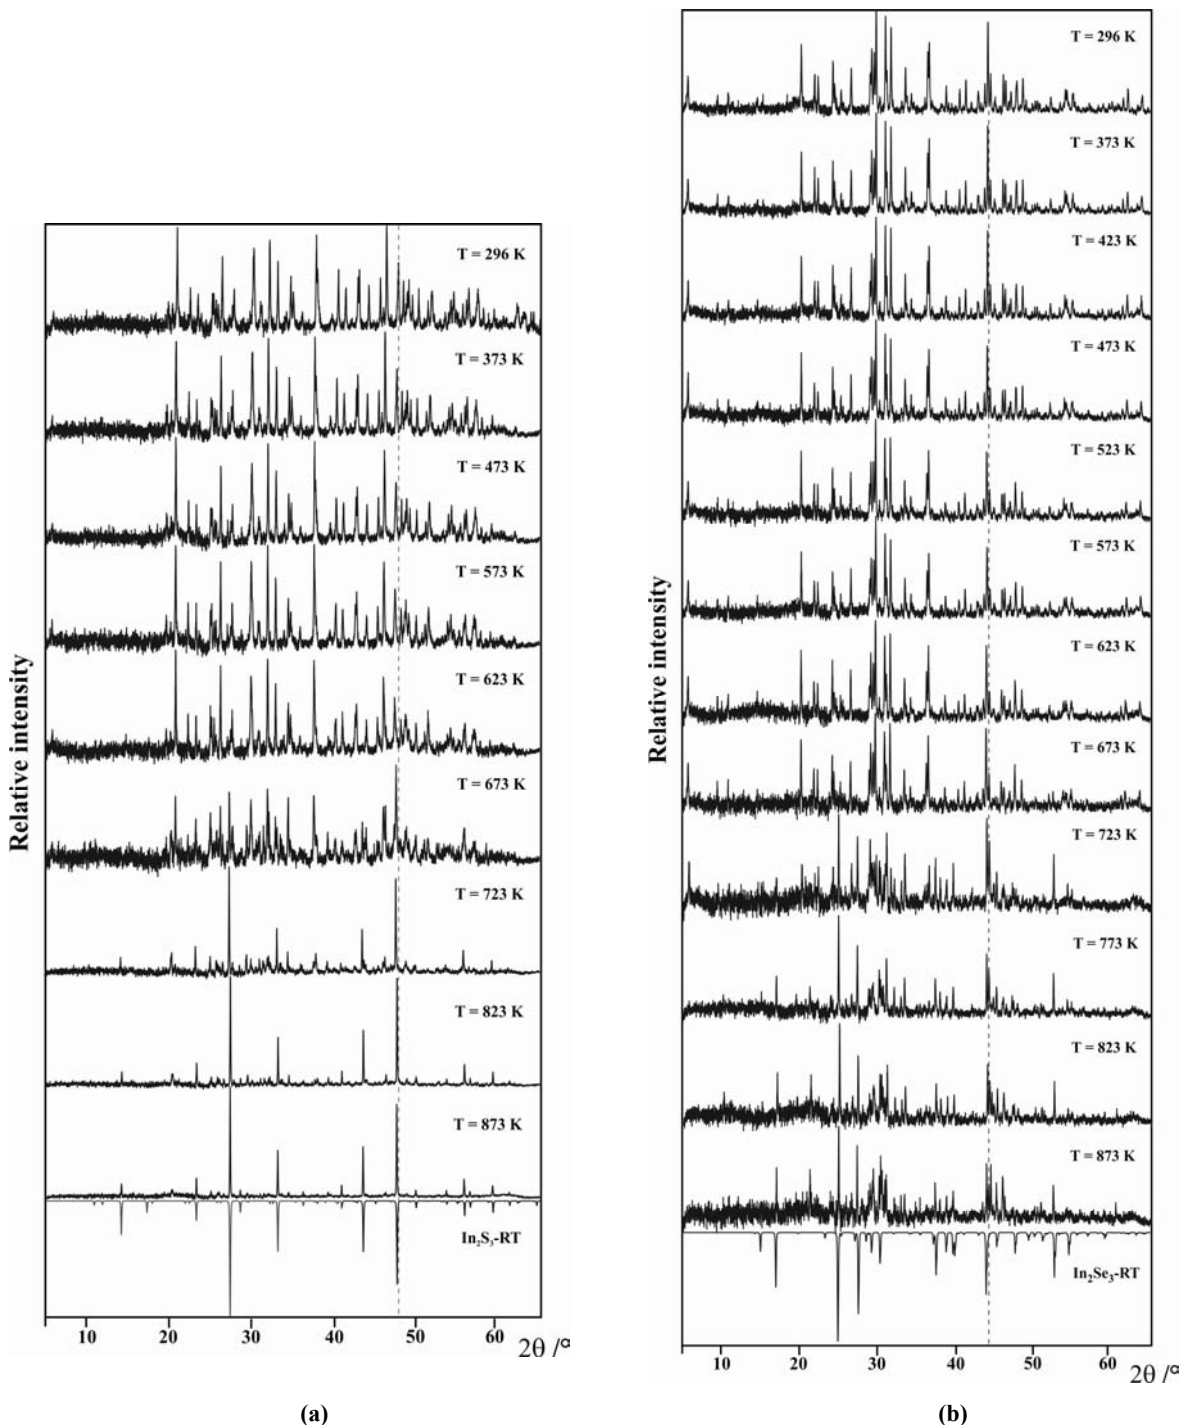 Relative intensity
T = 296 K
T = 373 K
T = 473 K
T = 573 K
T = 623 K
T = 673 K
T = 723 K
T = 823 K
T = 873 K
In₂S₃-RT
10 20 30 40 50 60
2θ /°
(a)
Relative intensity
T = 296 K
T = 373 K
T = 423 K
T = 473 K
T = 523 K
T = 573 K
T = 623 K
T = 673 K
T = 723 K
T = 773 K
T = 823 K
T = 873 K
In₂Se₃-RT
10 20 30 40 50 60
2θ /°
(b)